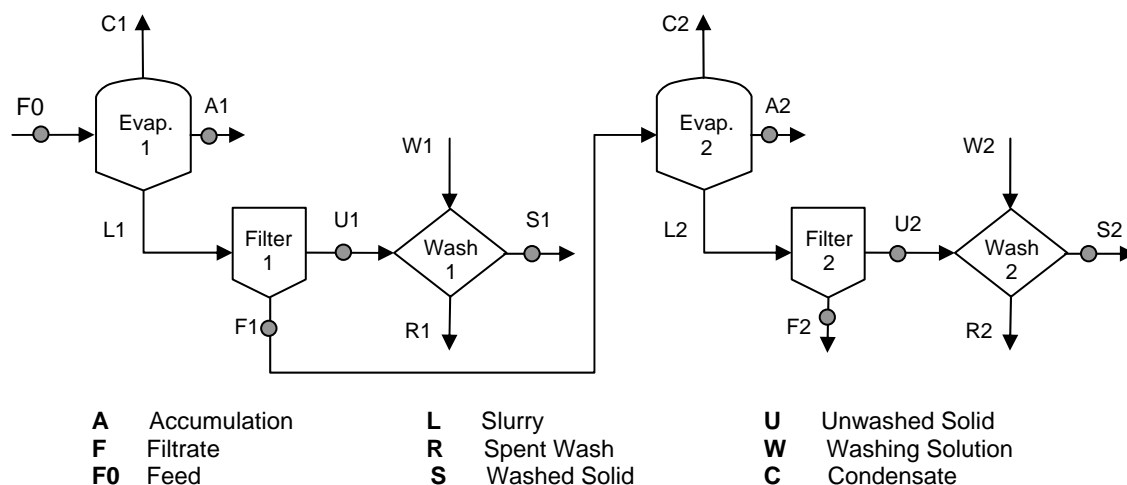 C1
C2
F0
Evap.
1
A1
Evap.
2
A2
W1
W2
L1
Filter
1
U1
Wash
1
S1
L2
Filter
2
U2
Wash
2
S2
F1
R1
F2
R2
A Accumulation
F Filtrate
F0 Feed
L Slurry
R Spent Wash
S Washed Solid
U Unwashed Solid
W Washing Solution
C Condensate